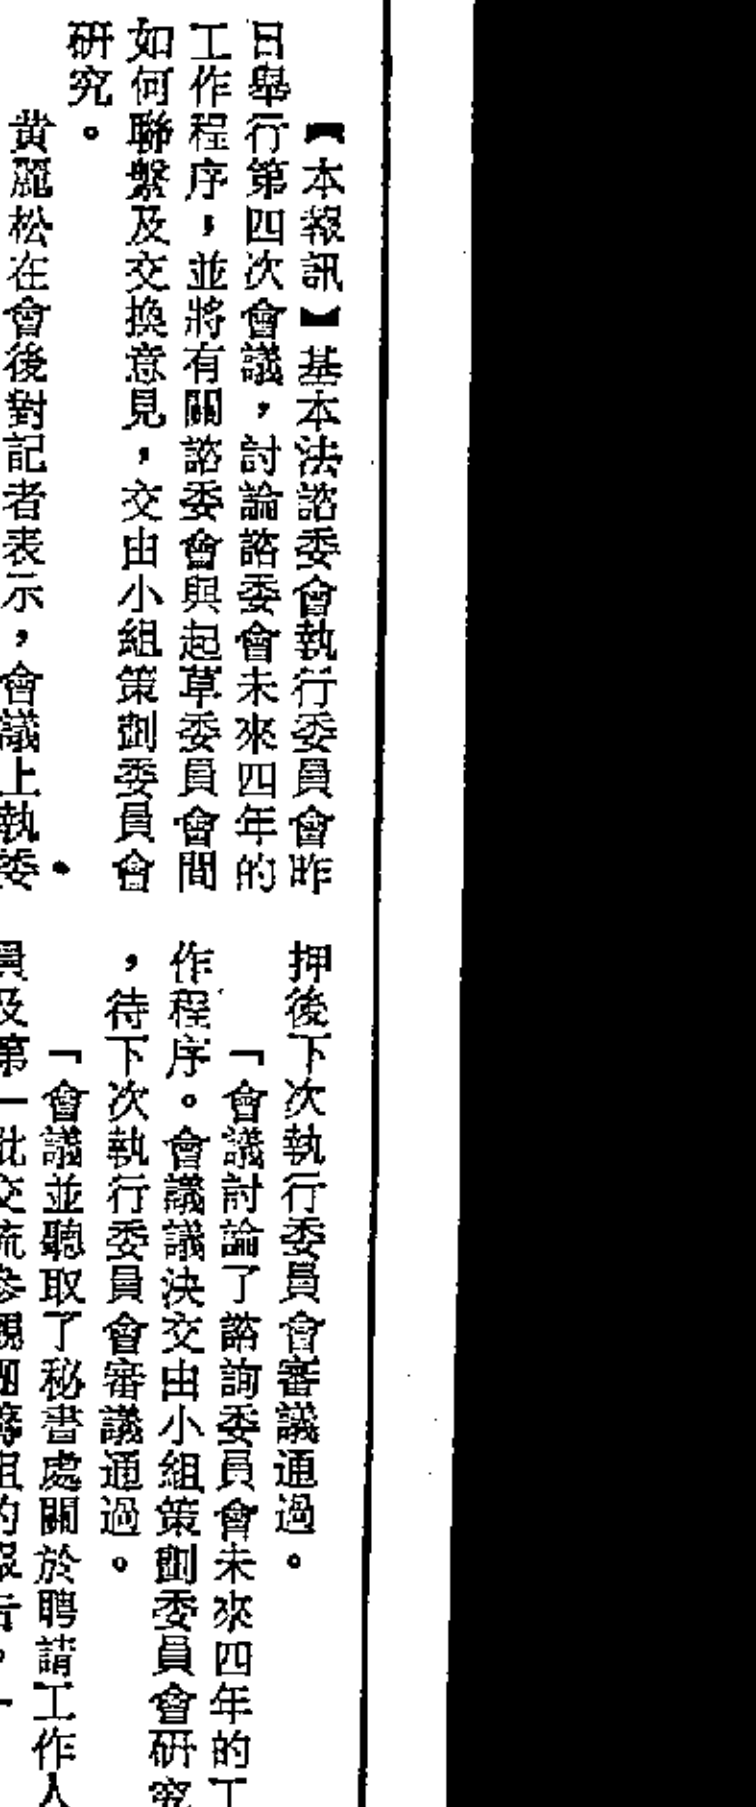 【本報訊】基本法諮委會執行委員會昨
日舉行第四次會議，討論諮委會未來四年的
工作程序，並將有關諮委會與起草委員會間
如何聯繫及交換意見，交由小組策劃委員會
研究。
黃麗松在會後對記者表示，會議上執委
押後下次執行委員會審議通過。
「會議討論了諮詢委員會未來四年的工
作程序。會議議決交由小組策劃委員會研究
，待下次執行委員會審議通過。
「會議並聽取了秘書處關於聘請工作人
員及第一批交流參觀團籌組的報告。」